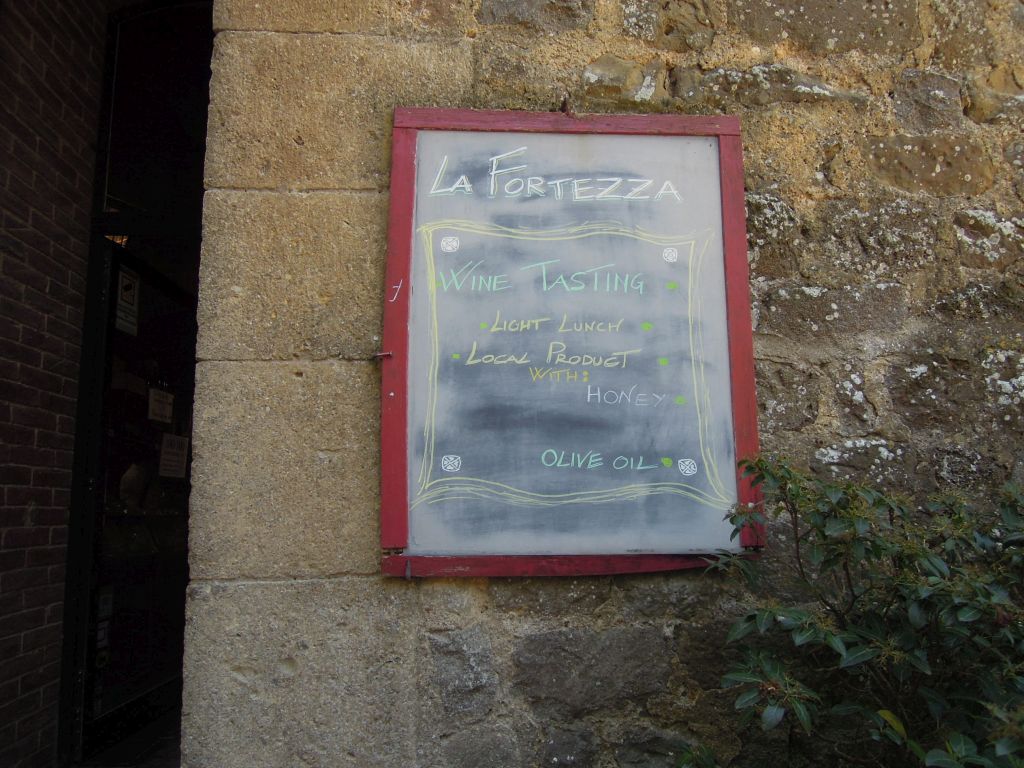 LA FORTEZZA
WINE TASTING
LIGHT LUNCH
LOCAL PRODUCT
WITH:
HONEY
OLIVE OIL